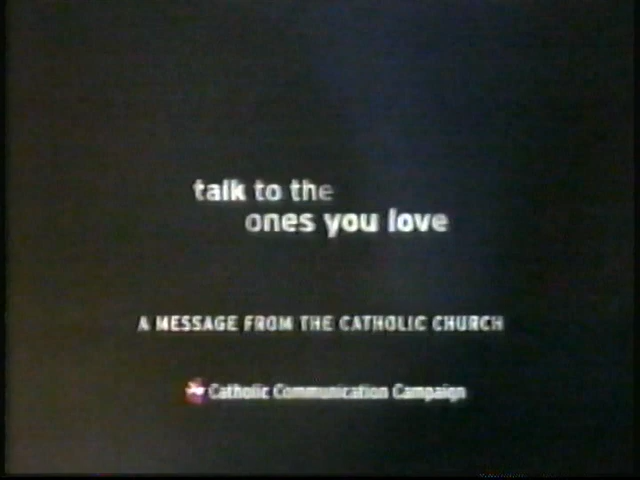 talk to the
ones you love
A MESSAGE FROM THE CATHOLIC CHURCH
Catholic Communication Campaign